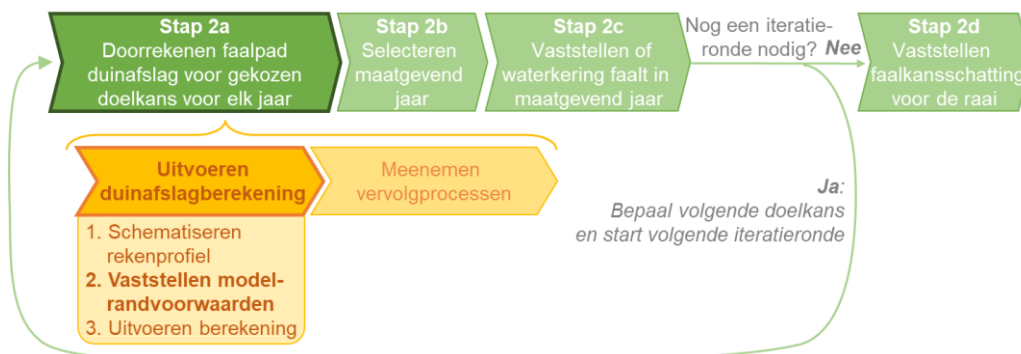 Stap 2a
Doorrekenen faalpad
duinafslag voor gekozen
doelkans voor elk jaar
Stap 2b
Selecteren
maatgevend
jaar
Stap 2c
Vaststellen of
waterkering faalt in
maatgevend jaar
Nog een iteratie-
ronde nodig? Nee
Stap 2d
Vaststellen
faalkansschatting
voor de raai
Uitvoeren
duinafslagberekening
Meenemen
vervolgprocessen
Ja:
Bepaal volgende doelkans
en start volgende iteratieronde
1. Schematiseren
rekenprofiel
2. Vaststellen model-
randvoorwaarden
3. Uitvoeren berekening